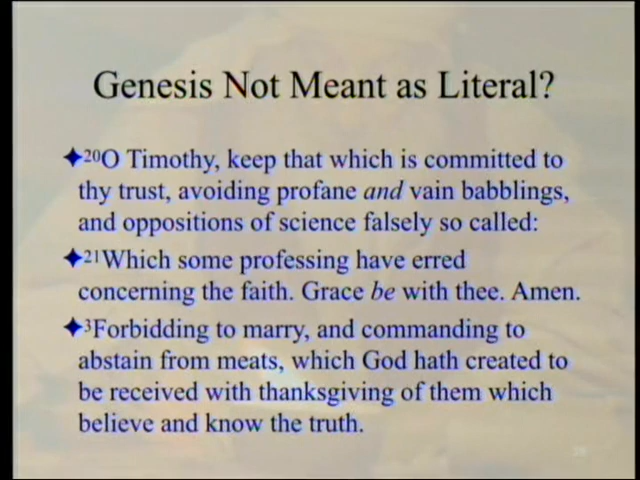 Genesis Not Meant as Literal?
✦²⁰O Timothy, keep that which is committed to
thy trust, avoiding profane and vain babblings,
and oppositions of science falsely so called:
✦²¹Which some professing have erred
concerning the faith. Grace be with thee. Amen.
✦³Forbidding to marry, and commanding to
abstain from meats, which God hath created to
be received with thanksgiving of them which
believe and know the truth.